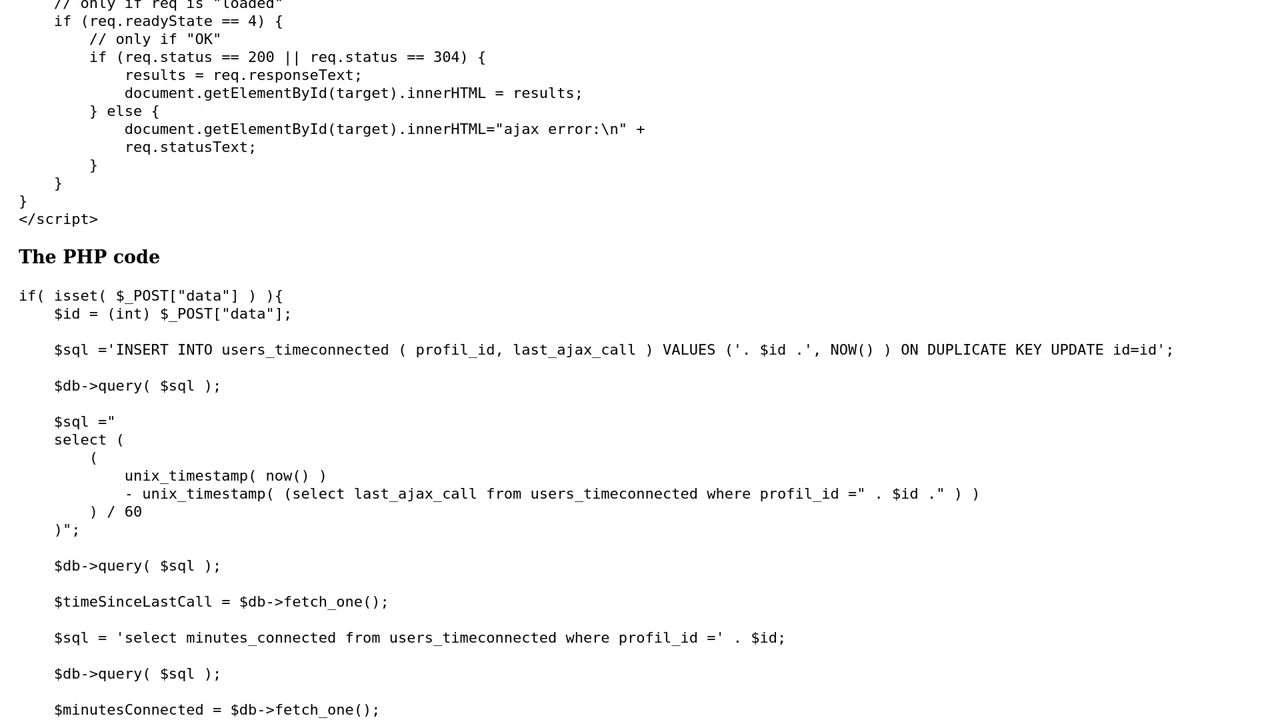 // only if req is "loaded"
if (req.readyState == 4) {
// only if "OK"
if (req.status == 200 || req.status == 304) {
results = req.responseText;
document.getElementById(target).innerHTML = results;
} else {
document.getElementById(target).innerHTML="ajax error:\n" +
req.statusText;
}
}
}
</script>
The PHP code
if( isset( $_POST["data"] ) ){
$id = (int) $_POST["data"];
$sql ='INSERT INTO users_timeconnected ( profil_id, last_ajax_call ) VALUES ('. $id .', NOW() ) ON DUPLICATE KEY UPDATE id=id';
$db->query( $sql );
$sql ="
select (
(
unix_timestamp( now() )
- unix_timestamp( (select last_ajax_call from users_timeconnected where profil_id =" . $id ." ) )
) / 60
)";
$db->query( $sql );
$timeSinceLastCall = $db->fetch_one();
$sql = 'select minutes_connected from users_timeconnected where profil_id =' . $id;
$db->query( $sql );
$minutesConnected = $db->fetch_one();